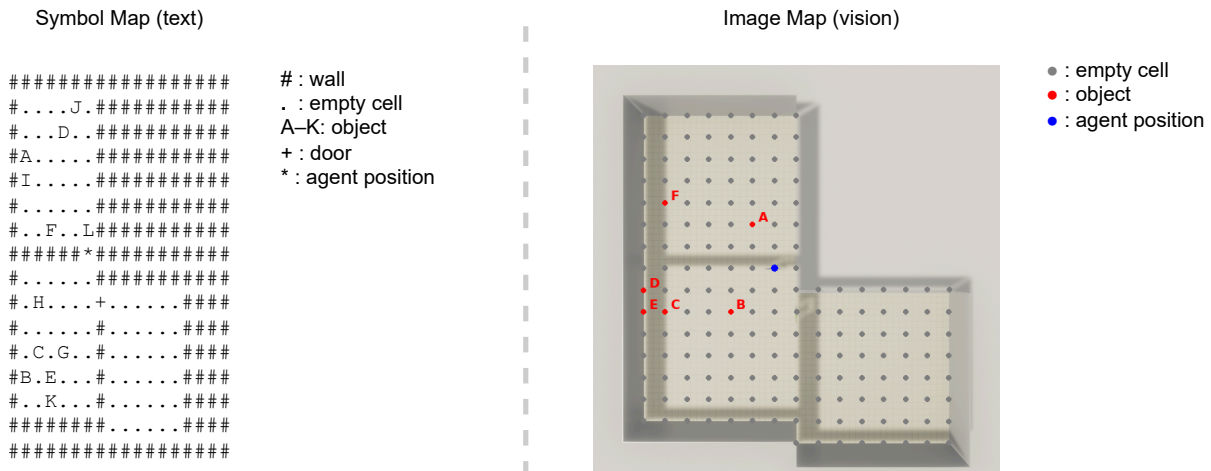 Symbol Map (text)
##################
#....J.###########
#...D..###########
#A.....###########
#I.....###########
#......###########
#..F..L###########
######*###########
#......###########
#.H....+......####
#......#......####
#.C.G..#......####
#B.E...#......####
#..K...#......####
########......####
##################
# : wall
. : empty cell
A–K: object
+ : door
* : agent position
Image Map (vision)
F
A
D
E
C
B
: empty cell
: object
: agent position